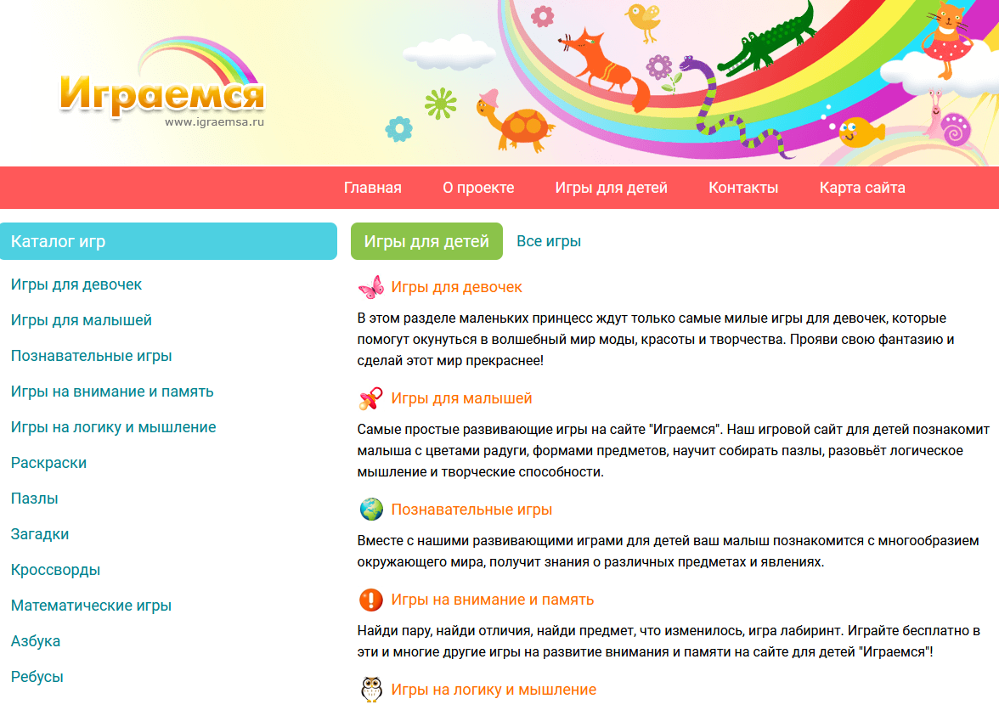 Играемся
www.igraemsa.ru
Главная
О проекте
Игры для детей
Контакты
Карта сайта
Каталог игр
Игры для девочек
Игры для малышей
Познавательные игры
Игры на внимание и память
Игры на логику и мышление
Раскраски
Пазлы
Загадки
Кроссворды
Математические игры
Азбука
Ребусы
Игры для детей
Все игры
Игры для девочек
В этом разделе маленьких принцесс ждут только самые милые игры для девочек, которые
помогут окунуться в волшебный мир моды, красоты и творчества. Прояви свою фантазию и
сделай этот мир прекраснее!
Игры для малышей
Самые простые развивающие игры на сайте "Играемся". Наш игровой сайт для детей познакомит
малыша с цветами радуги, формами предметов, научит собирать пазлы, разовьёт логическое
мышление и творческие способности.
Познавательные игры
Вместе с нашими развивающими играми для детей ваш малыш познакомится с многообразием
окружающего мира, получит знания о различных предметах и явлениях.
Игры на внимание и память
Найди пару, найди отличия, найди предмет, что изменилось, игра лабиринт. Играйте бесплатно в
эти и многие другие игры на развитие внимания и памяти на сайте для детей "Играемся"!
Игры на логику и мышление